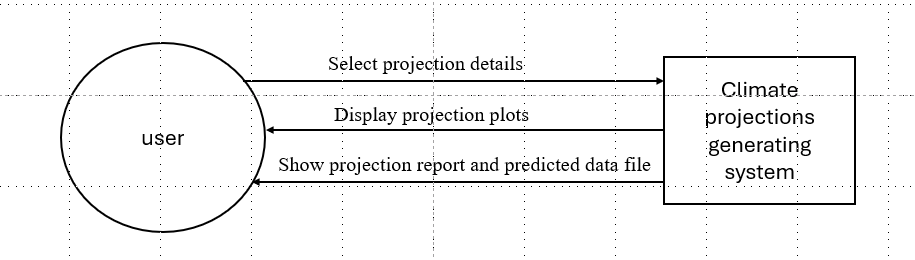 Select projection details
Display projection plots
Show projection report and predicted data file
user
Climate
projections
generating
system